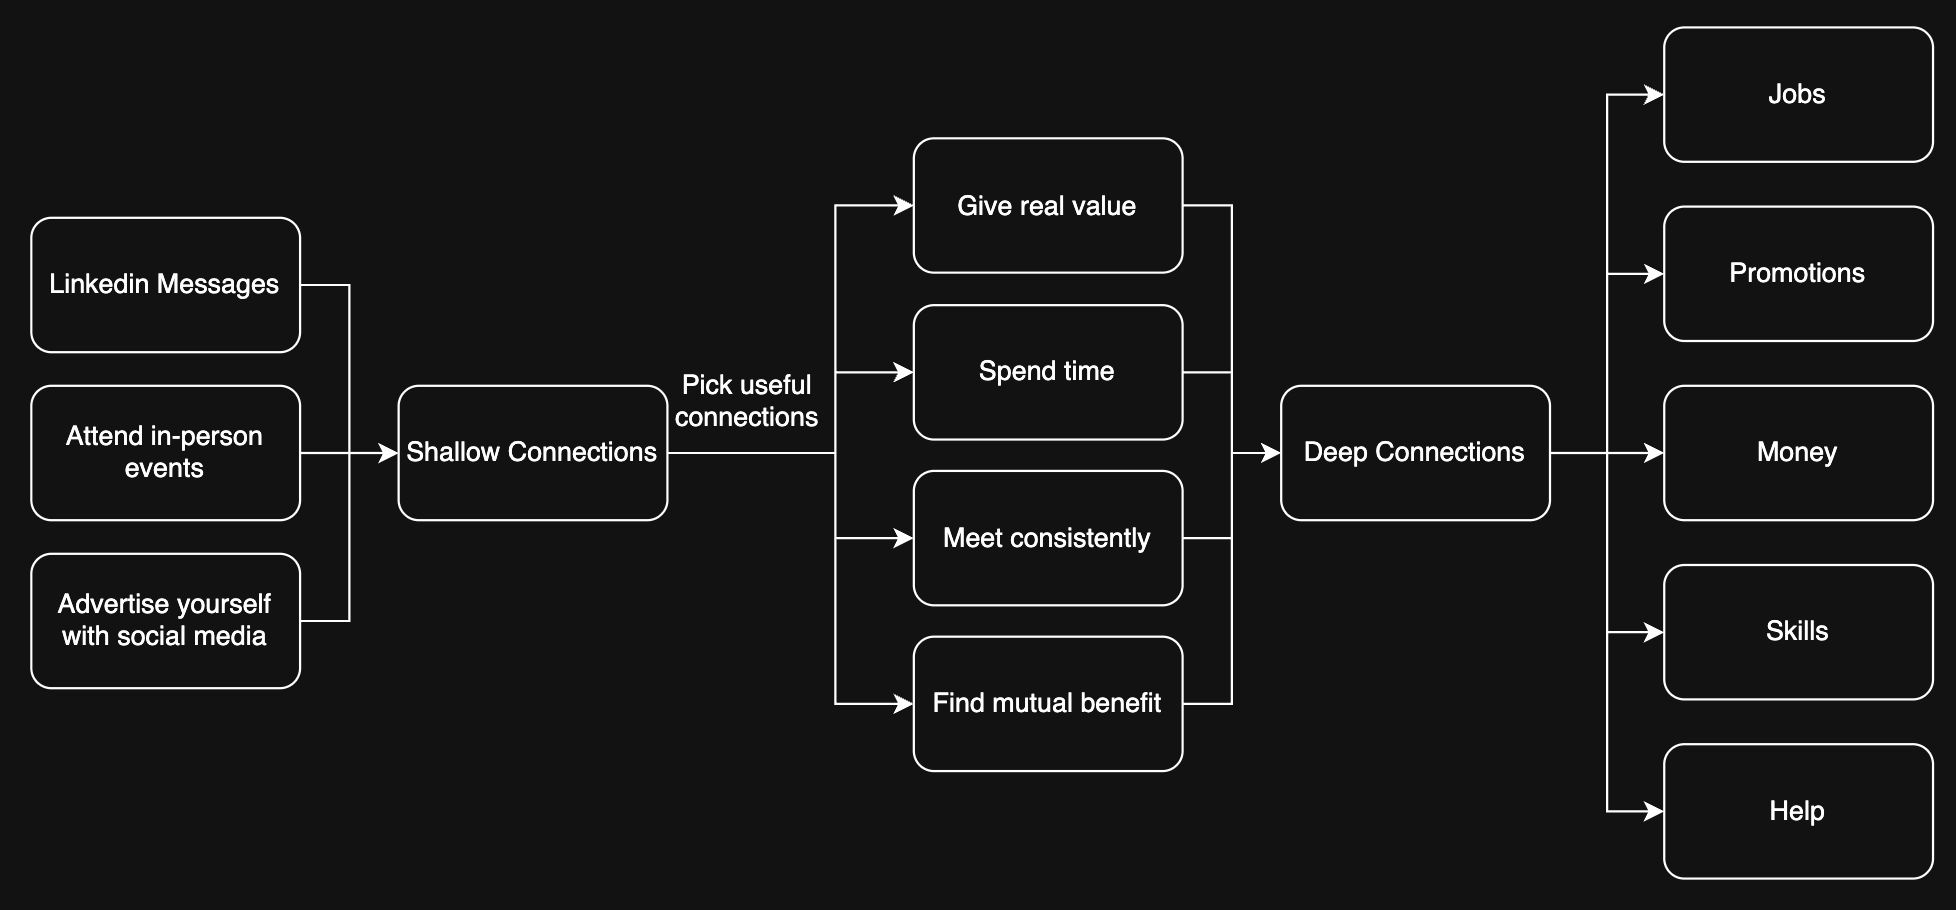 Linkedin Messages
Attend in-person
events
Advertise yourself
with social media
Shallow Connections
Pick useful
connections
Give real value
Spend time
Meet consistently
Find mutual benefit
Deep Connections
Jobs
Promotions
Money
Skills
Help